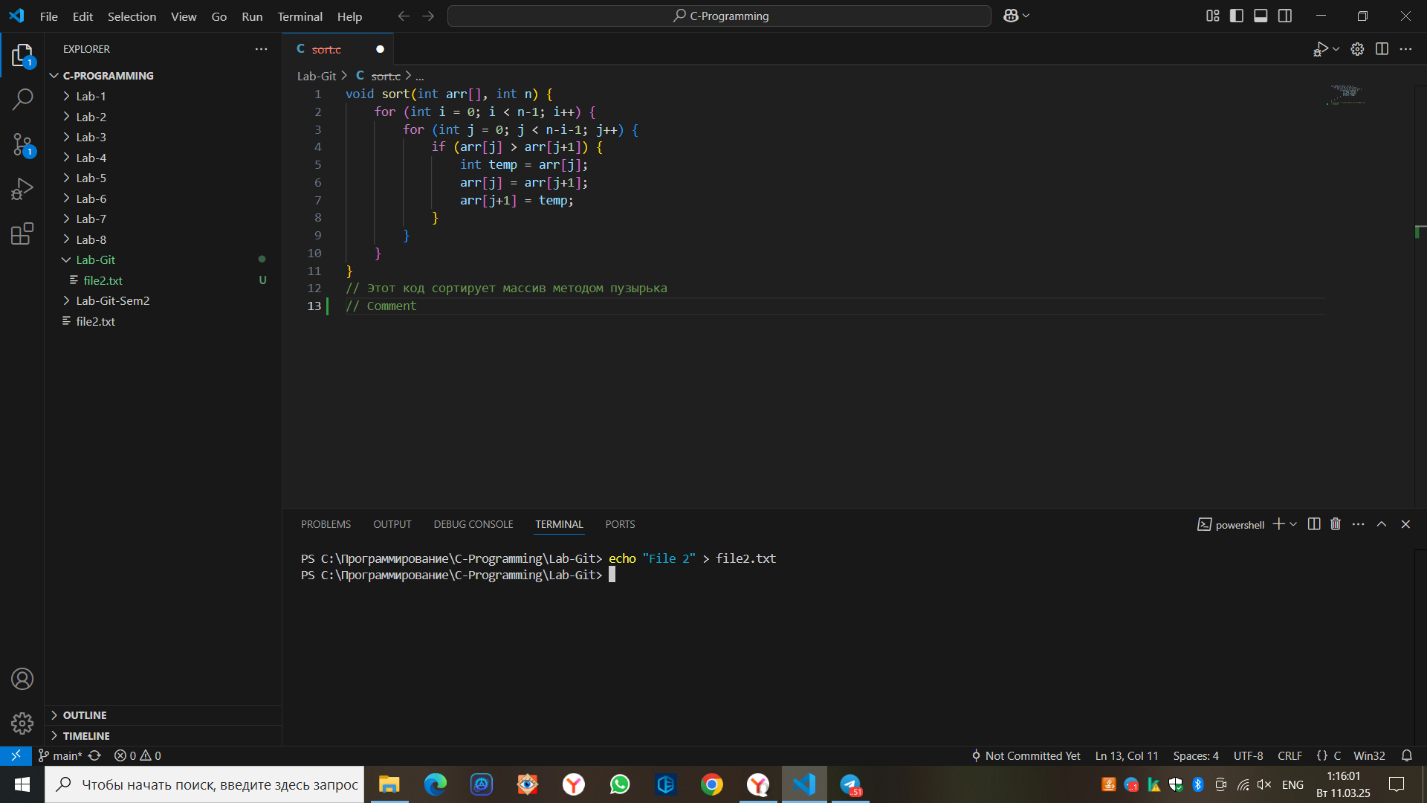 File Edit Selection View Go Run Terminal Help
C-Programming
EXPLORER
C-PROGRAMMING
Lab-1
Lab-2
Lab-3
Lab-4
Lab-5
Lab-6
Lab-7
Lab-8
Lab-Git
file2.txt U
Lab-Git-Sem2
file2.txt
OUTLINE
TIMELINE
C sort.c
Lab-Git > C sort.c > ...
1 void sort(int arr[], int n) {
2 for (int i = 0; i < n-1; i++) {
3 for (int j = 0; j < n-i-1; j++) {
4 if (arr[j] > arr[j+1]) {
5 int temp = arr[j];
6 arr[j] = arr[j+1];
7 arr[j+1] = temp;
8 }
9 }
10 }
11 }
12 // Этот код сортирует массив методом пузырька
13 // Comment
PROBLEMS OUTPUT DEBUG CONSOLE TERMINAL PORTS
powershell
PS C:\Программирование\C-Programming\Lab-Git> echo "File 2" > file2.txt
PS C:\Программирование\C-Programming\Lab-Git>
main* 0 0 Not Committed Yet Ln 13, Col 11 Spaces: 4 UTF-8 CRLF {} C Win32
Чтобы начать поиск, введите здесь запрос
ENG
1:16:01
Вт 11.03.25